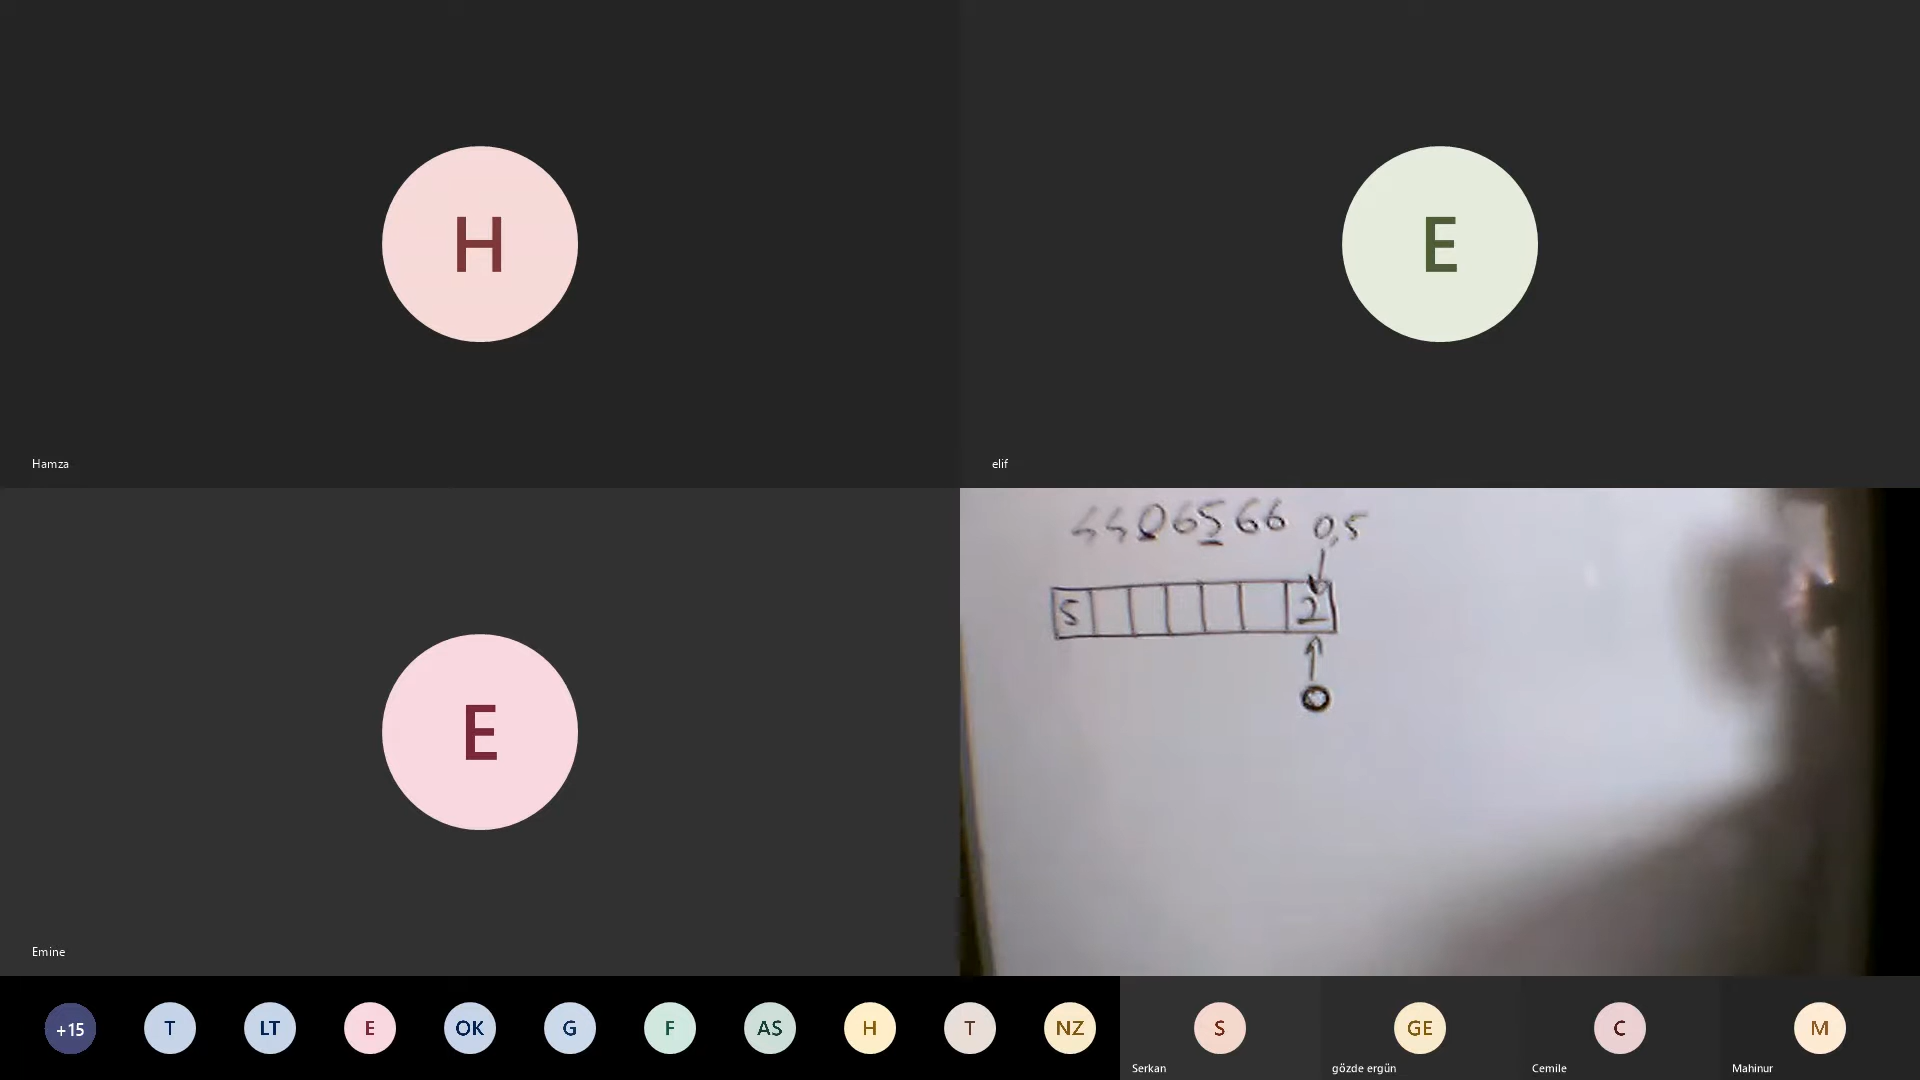 H
Hamza
E
elif
E
Emine
4406566 0,5
5 2
+15 T LT E OK G F AS H T NZ S GE C M
Serkan gözde ergün Cemile Mahinur